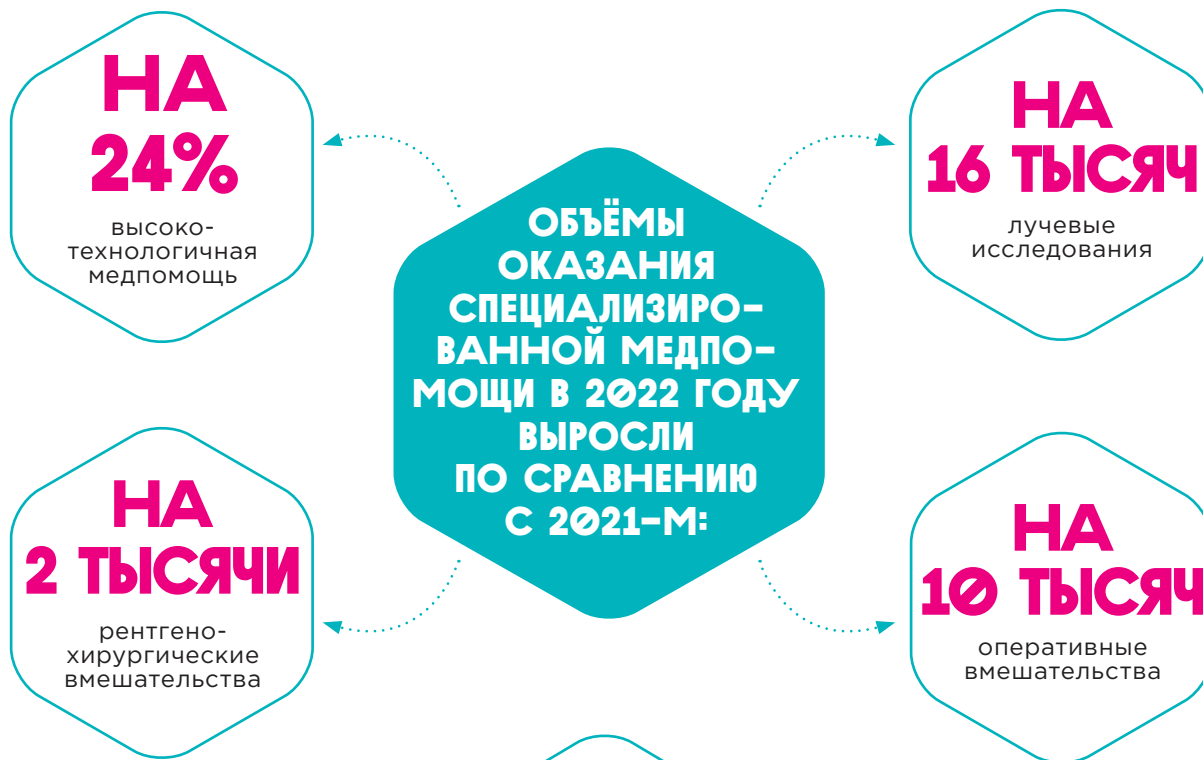 НА
24%
высоко-
технологичная
медпомощь
НА
16 ТЫСЯЧ
лучевые
исследования
ОБЪЁМЫ
ОКАЗАНИЯ
СПЕЦИАЛИЗИРО-
ВАННОЙ МЕДПО-
МОЩИ В 2022 ГОДУ
ВЫРОСЛИ
ПО СРАВНЕНИЮ
С 2021-М:
НА
2 ТЫСЯЧИ
рентгено-
хирургические
вмешательства
НА
10 ТЫСЯЧ
оперативные
вмешательства